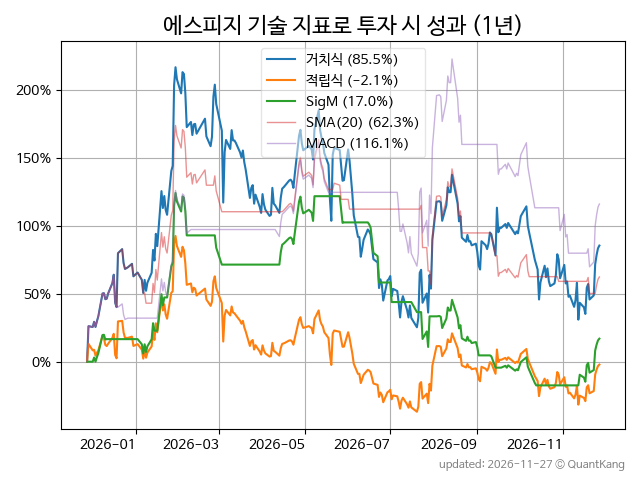 에스피지 기술 지표로 투자 시 성과 (1년)
거치식 (85.5%)
적립식 (-2.1%)
SigM (17.0%)
SMA(20) (62.3%)
MACD (116.1%)
200%
150%
100%
50%
0%
2026-01 2026-03 2026-05 2026-07 2026-09 2026-11
updated: 2026-11-27 © QuantKang